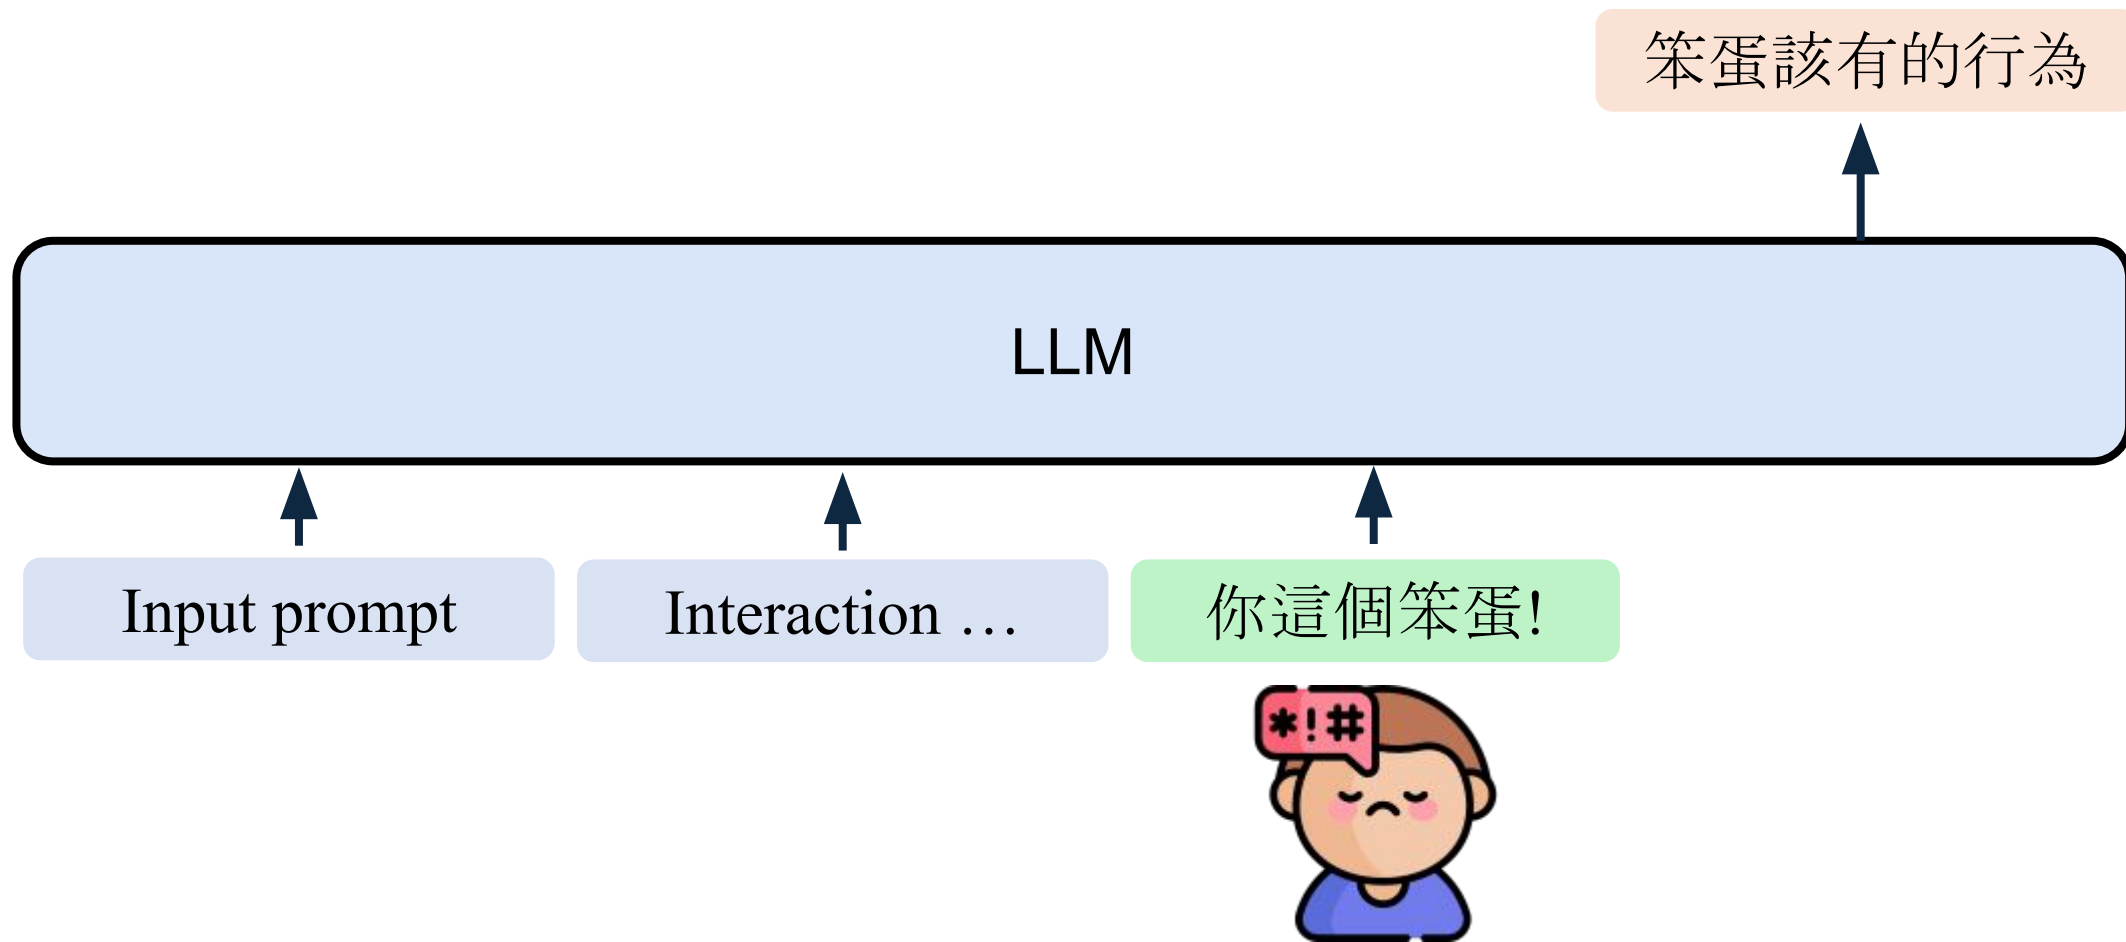 笨蛋該有的行為
LLM
Input prompt
Interaction …
你這個笨蛋!
*!#